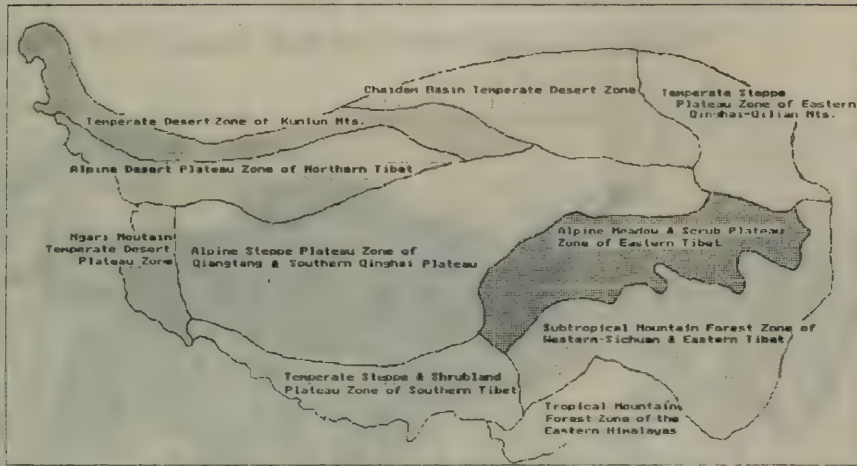 Chaidam Basin Temperate Desert Zone
Temperate Steppe
Plateau Zone of Eastern
Qinghai-Qilian Mts.
Temperate Desert Zone of Kunlun Mts.
Alpine Desert Plateau Zone of Northern Tibet
Ngari Moutain
Temperate Desert
Plateau Zone
Alpine Steppe Plateau Zone of
Qiangtang & Southern Qinghai Plateau
Alpine Meadow & Scrub Plateau
Zone of Eastern Tibet
Subtropical Mountain Forest Zone of
Western-Sichuan & Eastern Tibet
Temperate Steppe & Shrubland
Plateau Zone of Southern Tibet
Tropical Mountain
Forest Zone of the
Eastern Himalayas